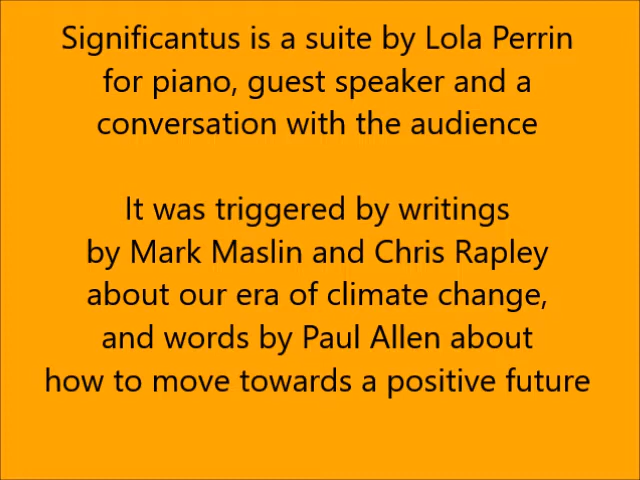 Significantus is a suite by Lola Perrin
for piano, guest speaker and a
conversation with the audience
It was triggered by writings
by Mark Maslin and Chris Rapley
about our era of climate change,
and words by Paul Allen about
how to move towards a positive future